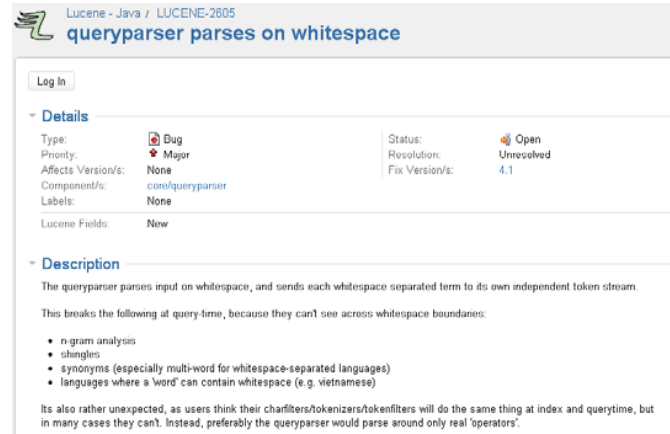 Lucene - Java / LUCENE-2605
queryparser parses on whitespace
Log In
Details
Type: Bug Status: Open
Priority: Major Resolution: Unresolved
Affects Version/s: None Fix Version/s: 4.1
Component/s: core/queryparser
Labels: None
Lucene Fields: New
Description
The queryparser parses input on whitespace, and sends each whitespace separated term to its own independent token stream.
This breaks the following at query-time, because they can't see across whitespace boundaries:
• n-gram analysis
• shingles
• synonyms (especially multi-word for whitespace-separated languages)
• languages where a 'word' can contain whitespace (e.g. vietnamese)
Its also rather unexpected, as users think their charfilters/tokenizers/tokenfilters will do the same thing at index and querytime, but
in many cases they can't. Instead, preferably the queryparser would parse around only real 'operators'.